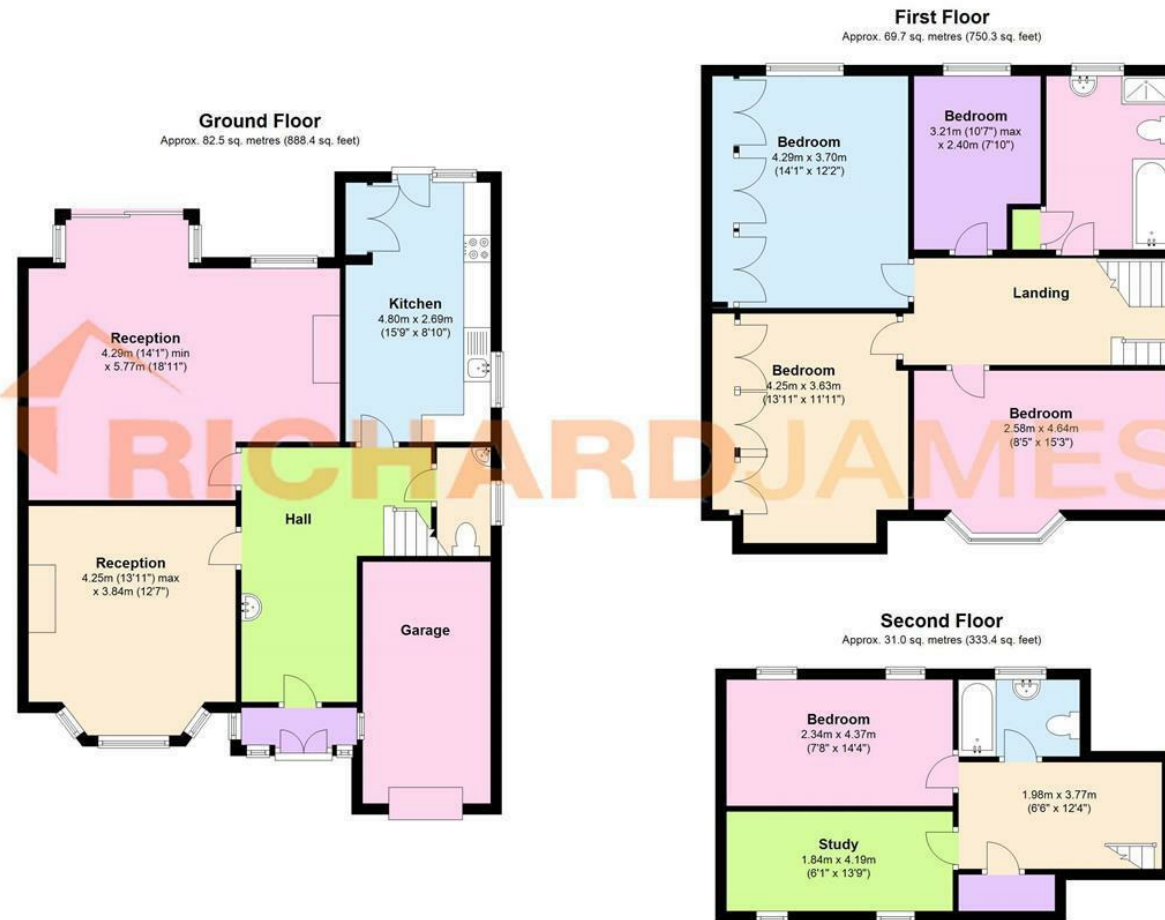 Ground Floor
Approx. 82.5 sq. metres (888.4 sq. feet)
Reception
4.29m (14'1") min
x 5.77m (18'11")
Kitchen
4.80m x 2.69m
(15'9" x 8'10")
Hall
Reception
4.25m (13'11") max
x 3.84m (12'7")
Garage
First Floor
Approx. 69.7 sq. metres (750.3 sq. feet)
Bedroom
4.29m x 3.70m
(14'1" x 12'2")
Bedroom
3.21m (10'7") max
x 2.40m (7'10")
Landing
Bedroom
4.25m x 3.63m
(13'11" x 11'11")
Bedroom
2.58m x 4.64m
(8'5" x 15'3")
RICHARDJAMES
Second Floor
Approx. 31.0 sq. metres (333.4 sq. feet)
Bedroom
2.34m x 4.37m
(7'8" x 14'4")
1.98m x 3.77m
(6'6" x 12'4")
Study
1.84m x 4.19m
(6'1" x 13'9")